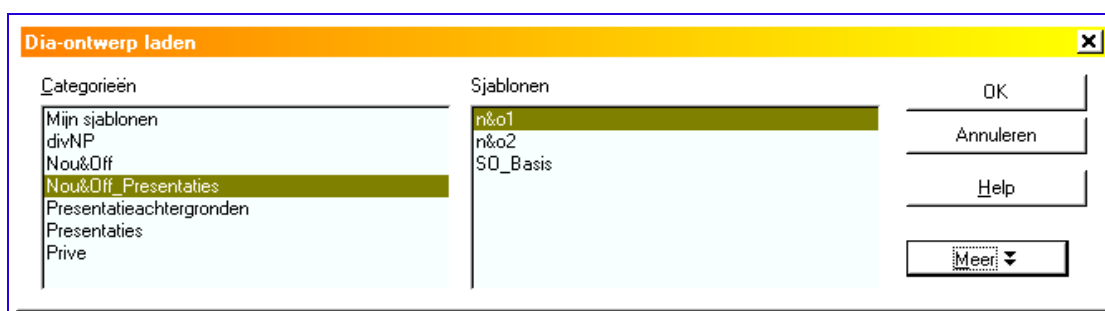 Dia-ontwerp laden
Categorieën
Mijn sjablonen
divNP
Nou&Off
Nou&Off_Presentaties
Presentatieachtergronden
Presentaties
Prive
Sjablonen
n&o1
n&o2
SO_Basis
OK
Annuleren
Help
Meer